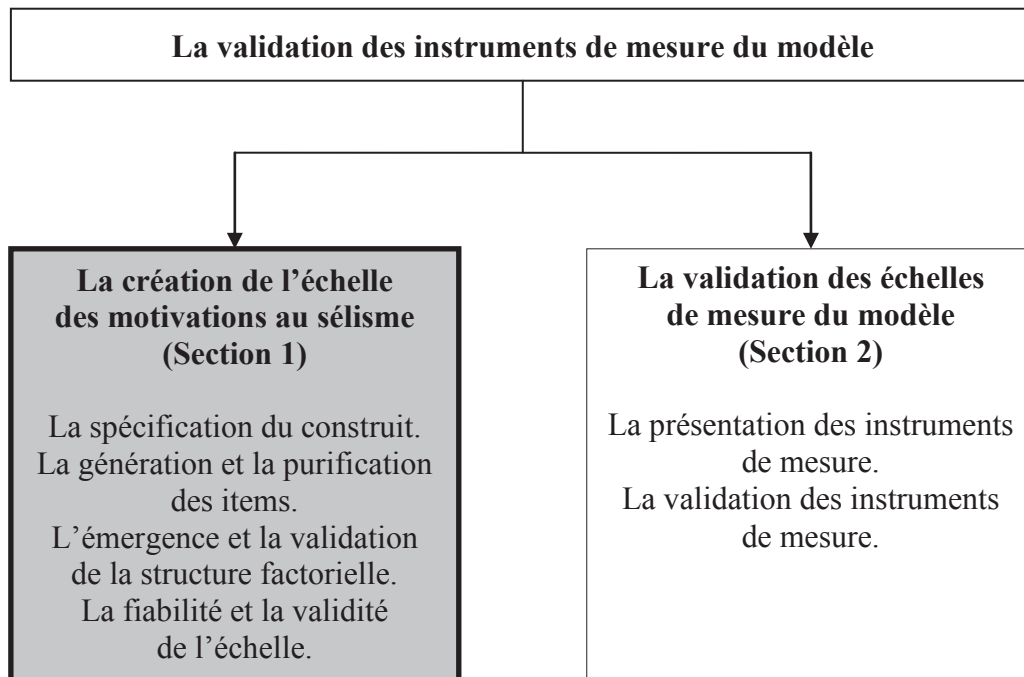 La validation des instruments de mesure du modèle
La création de l’échelle
des motivations au sélisme
(Section 1)
La spécification du construit.
La génération et la purification
des items.
L’émergence et la validation
de la structure factorielle.
La fiabilité et la validité
de l’échelle.
La validation des échelles
de mesure du modèle
(Section 2)
La présentation des instruments
de mesure.
La validation des instruments
de mesure.